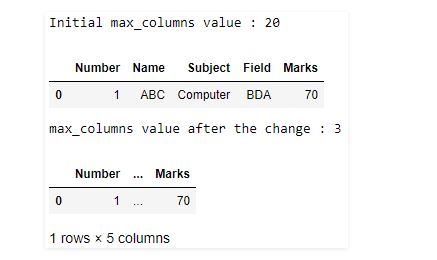 Initial max_columns value : 20
Number Name Subject Field Marks
0 1 ABC Computer BDA 70
max_columns value after the change : 3
Number ... Marks
0 1 ... 70
1 rows × 5 columns